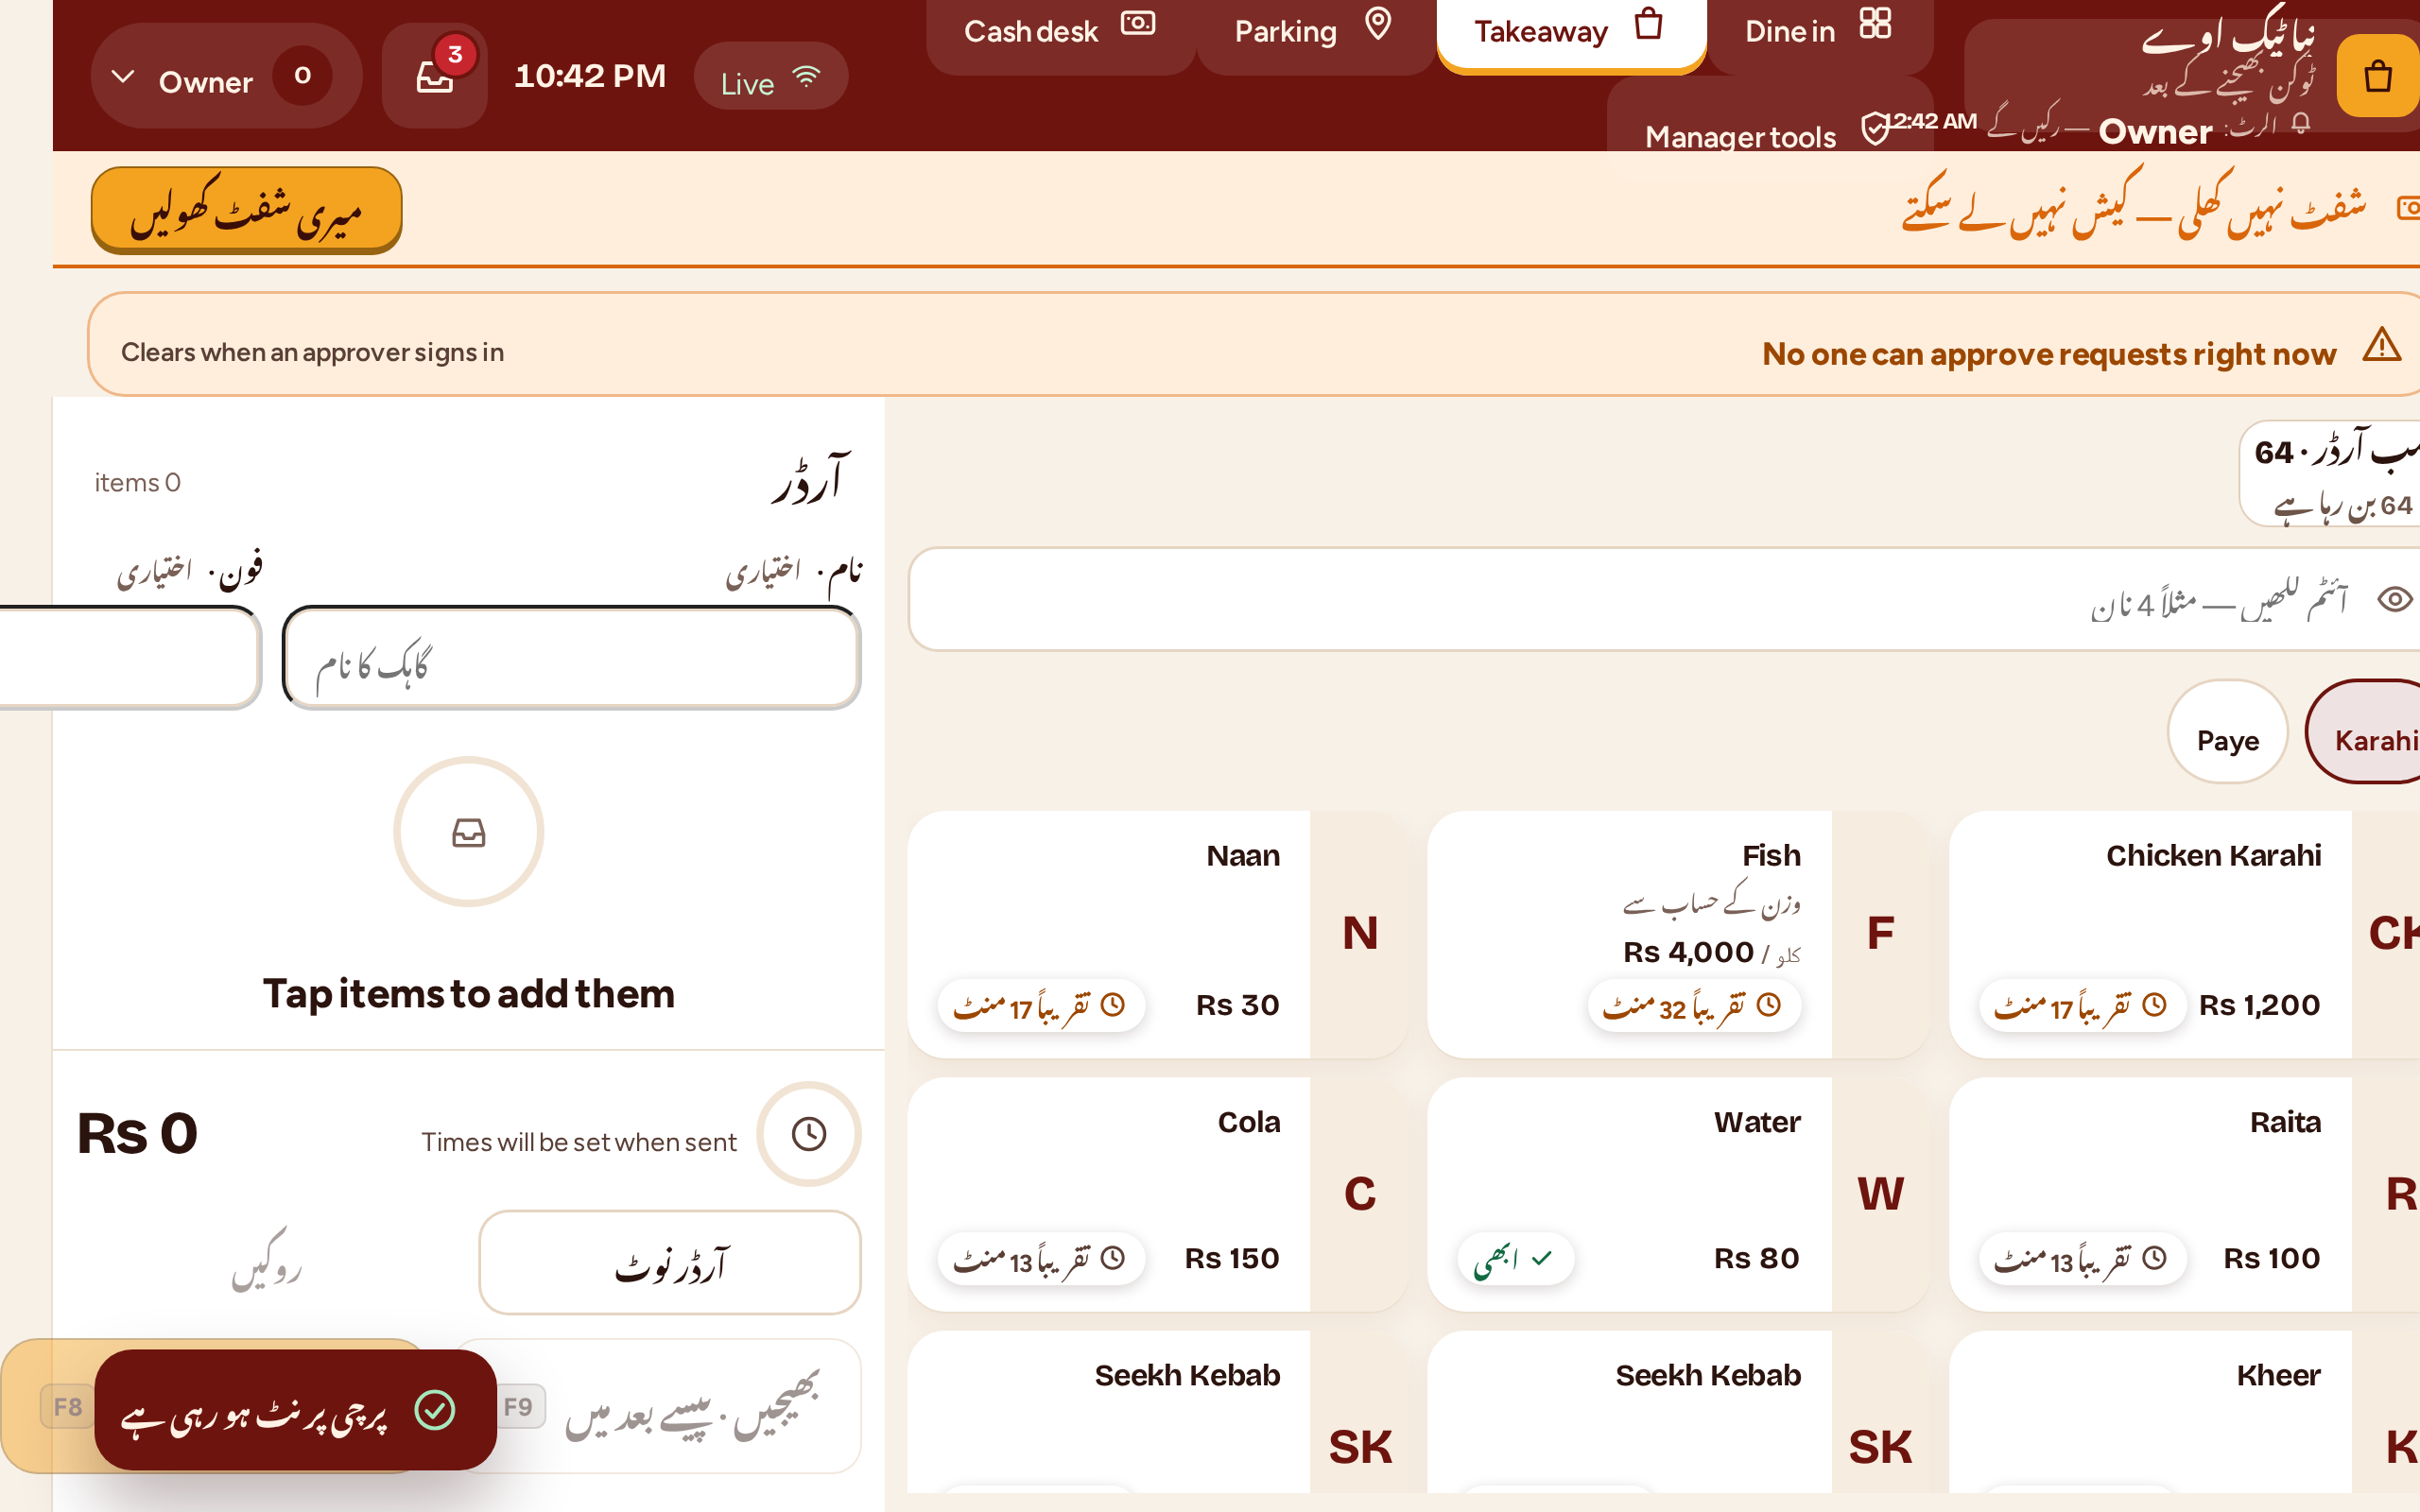 نیا ٹیک اوے
ٹوکن بھیجنے کے بعد
الرٹ: Owner — رکیں گے 12:42 AM
Dine in
Takeaway
Parking
Cash desk
Manager tools
Live
10:42 PM
3
O
Owner
شفٹ نہیں کھلی — کیش نہیں لے سکتے
میری شفٹ کھولیں
No one can approve requests right now
Clears when an approver signs in
سب آرڈر · 64
64 بن رہا ہے
آئٹم لکھیں — مثلاً 4 نان
Karahi
Paye
CK
Chicken Karahi
Rs 1,200
تقریباً 17 منٹ
F
Fish
وزن کے حساب سے
Rs 4,000 / کلو
تقریباً 32 منٹ
N
Naan
Rs 30
تقریباً 17 منٹ
R
Raita
Rs 100
تقریباً 13 منٹ
W
Water
Rs 80
ابھی
C
Cola
Rs 150
تقریباً 13 منٹ
K
Kheer
SK
Seekh Kebab
SK
Seekh Kebab
آرڈر
items 0
نام · اختیاری
فون · اختیاری
گاہک کا نام
Tap items to add them
Times will be set when sent
Rs 0
آرڈر نوٹ
روکیں
بھیجیں · پیسے بعد میں
F9
پرچی پرنٹ ہو رہی ہے
F8